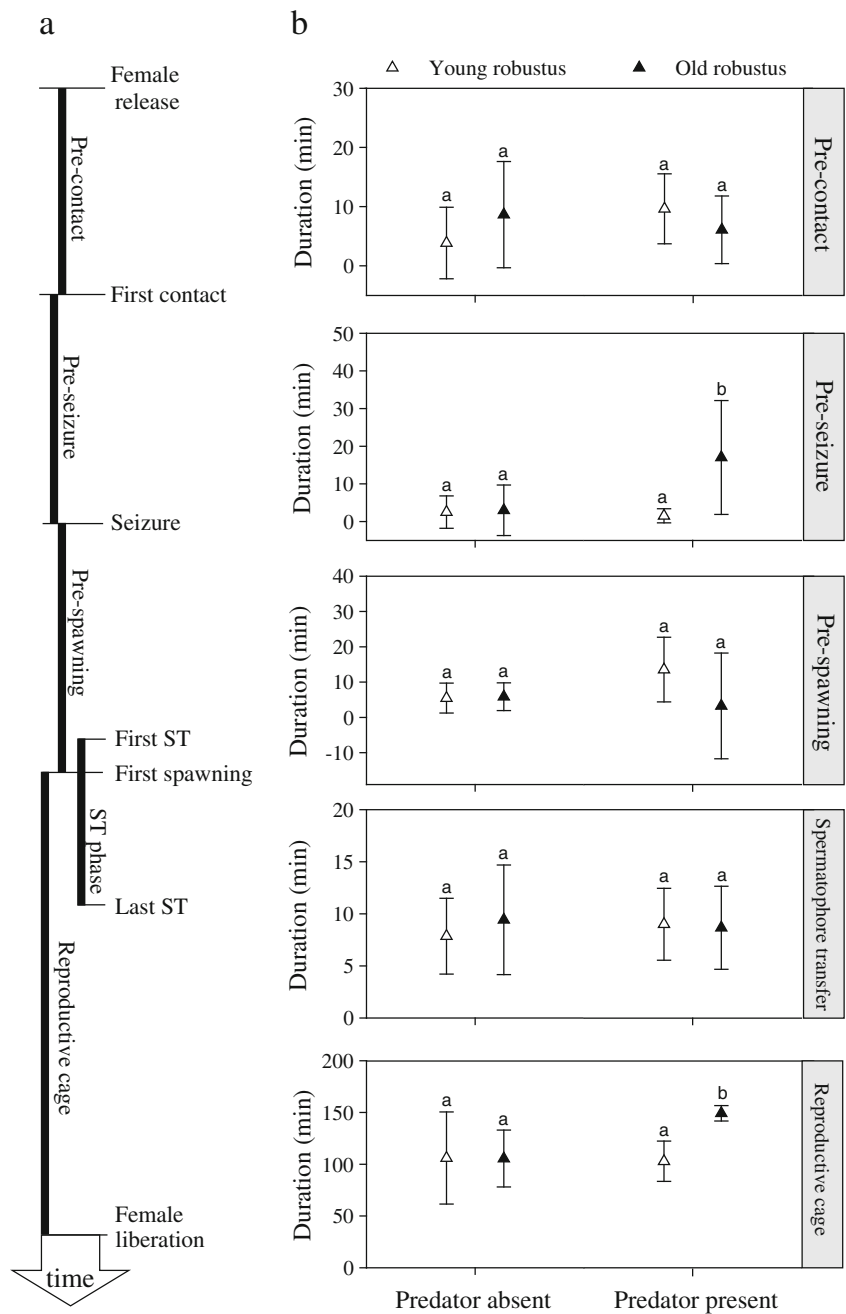 a
Female
release
Pre-contact
First contact
Pre-seizure
Seizure
Pre-spawning
First ST
First spawning
ST phase
Last ST
Reproductive cage
Female
liberation
time
b
Young robustus
Old robustus
30
20
10
0
Duration (min)
a
a
a
a
Pre-contact
50
40
30
20
10
0
Duration (min)
a
a
a
b
Pre-seizure
40
30
20
10
0
-10
Duration (min)
a
a
a
a
Pre-spawning
20
15
10
5
0
Duration (min)
a
a
a
a
Spermatophore transfer
200
150
100
50
0
Duration (min)
a
a
a
b
Reproductive cage
Predator absent
Predator present